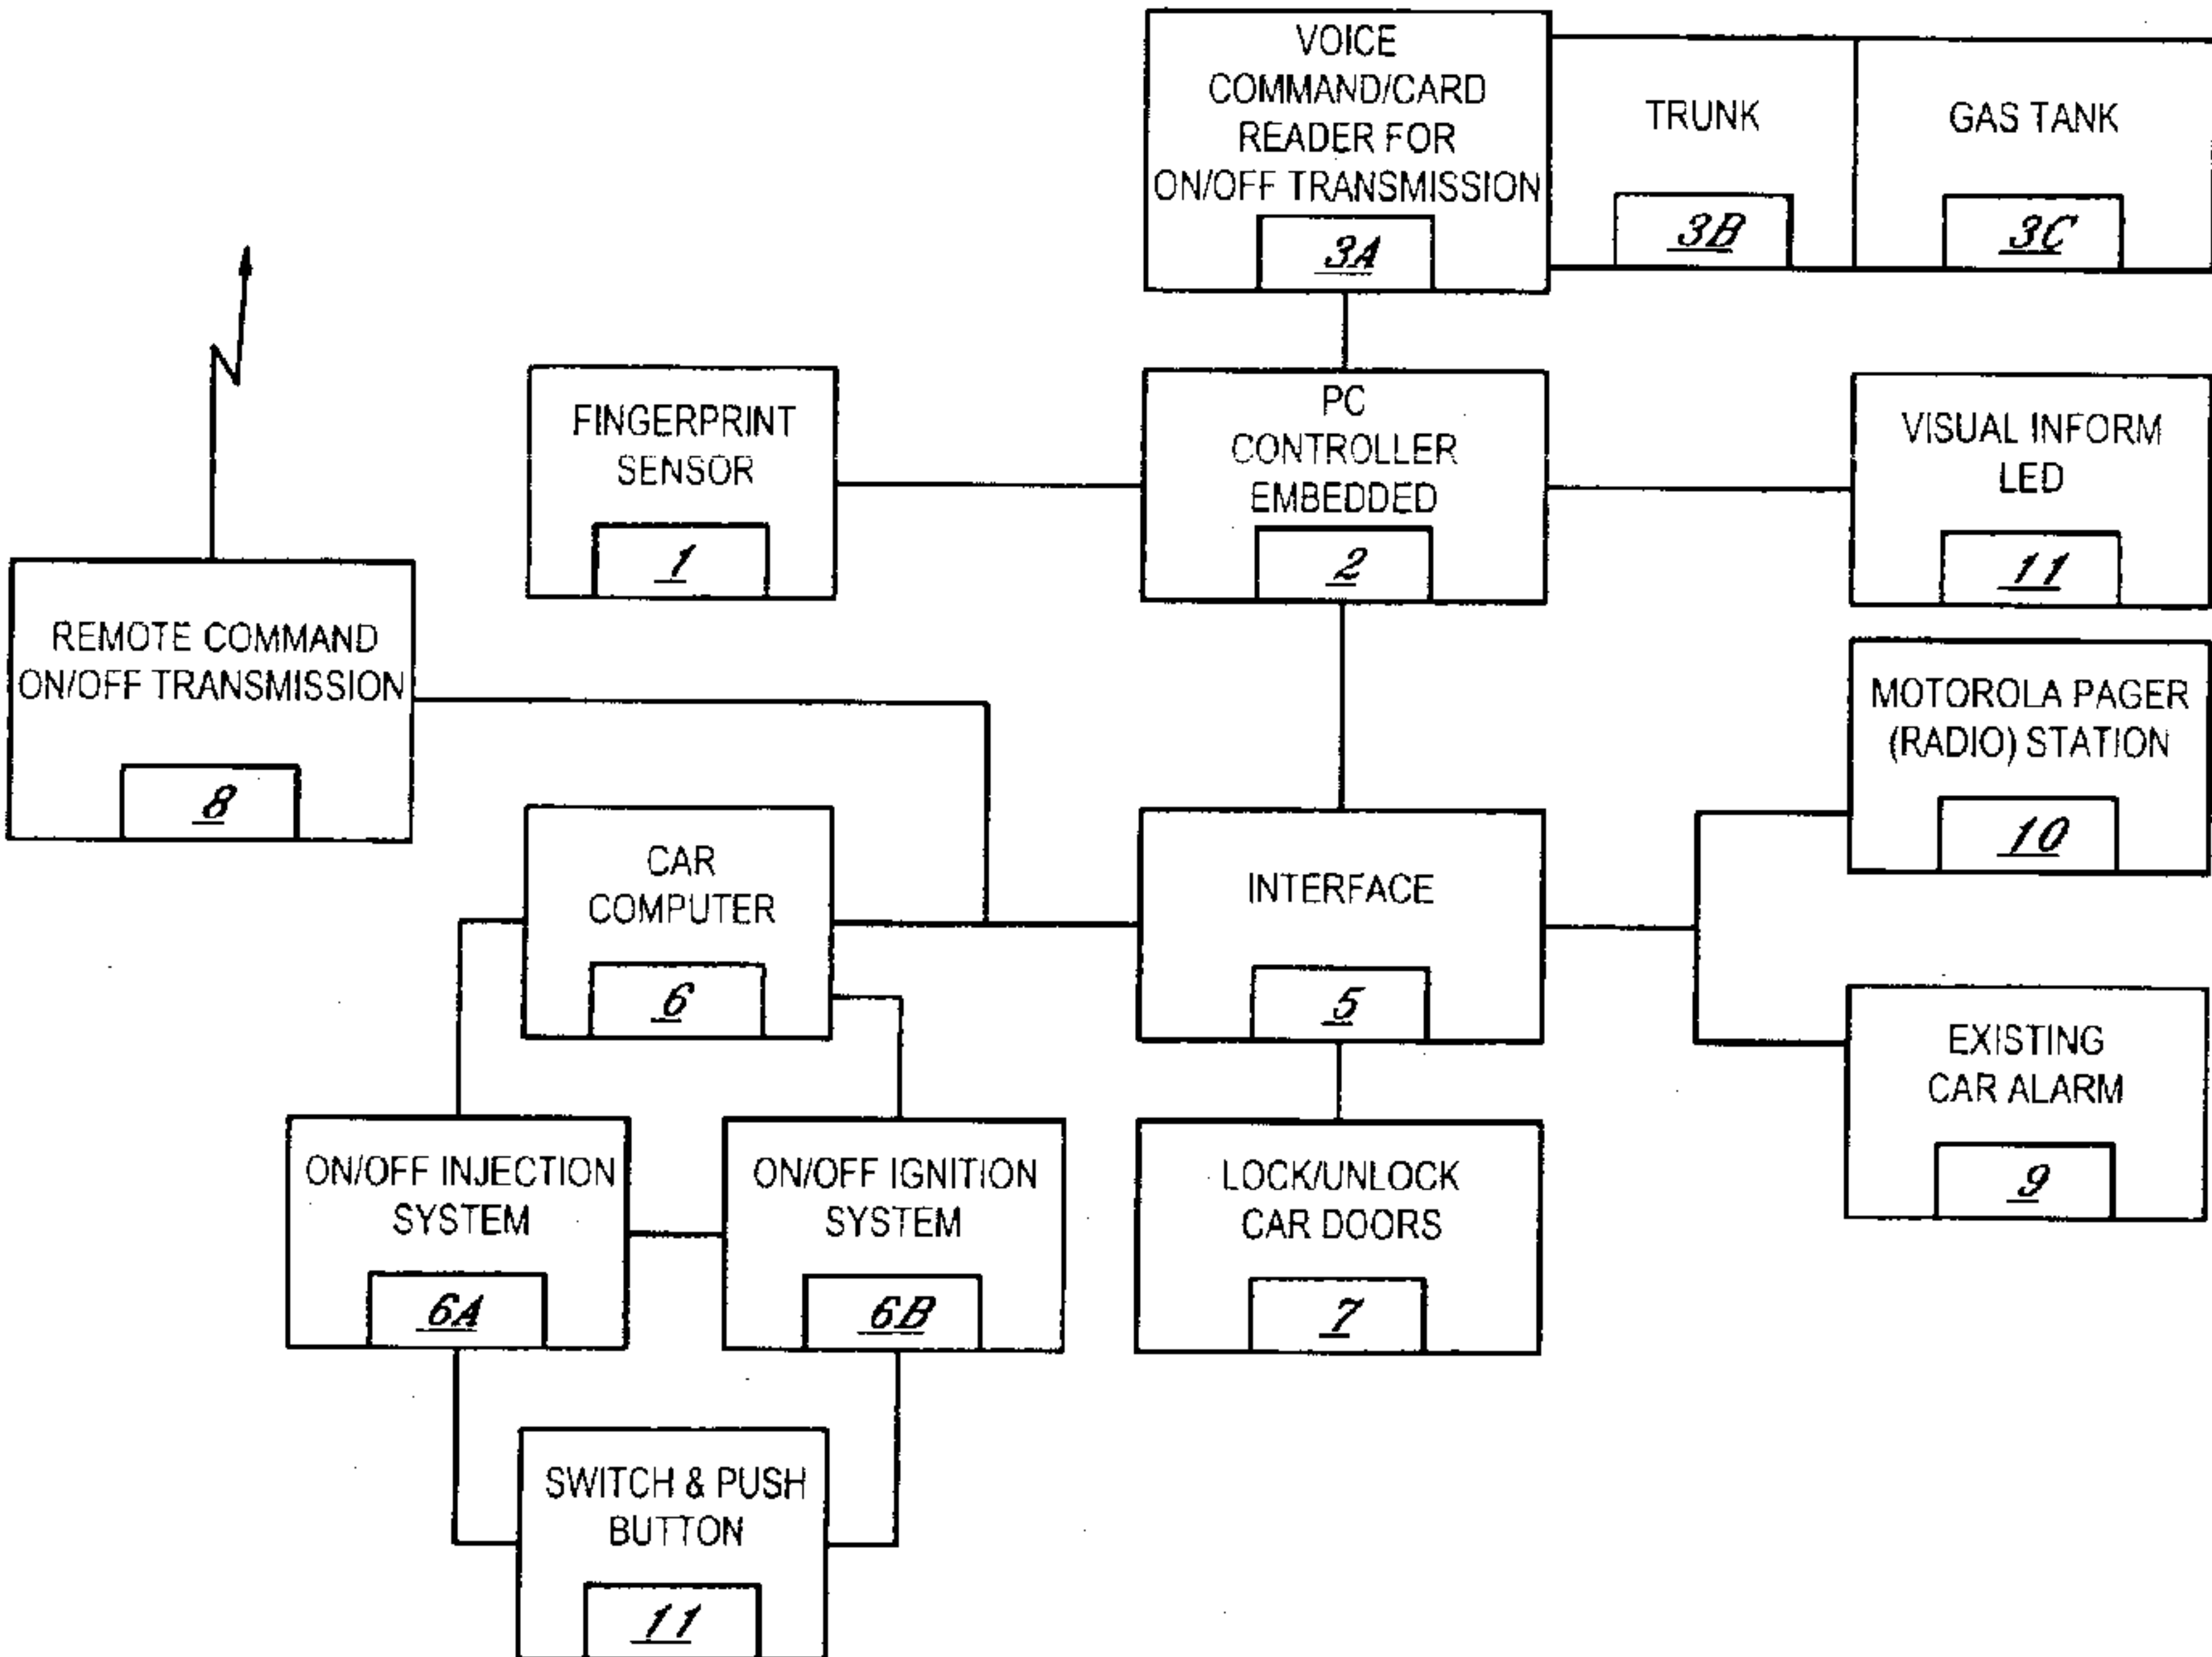 VOICE
COMMAND/CARD
READER FOR
ON/OFF TRANSMISSION
3A
TRUNK
3B
GAS TANK
3C
FINGERPRINT
SENSOR
1
PC
CONTROLLER
EMBEDDED
2
VISUAL INFORM
LED
11
REMOTE COMMAND
ON/OFF TRANSMISSION
8
MOTOROLA PAGER
(RADIO) STATION
10
CAR
COMPUTER
6
INTERFACE
5
EXISTING
CAR ALARM
9
ON/OFF INJECTION
SYSTEM
6A
ON/OFF IGNITION
SYSTEM
6B
LOCK/UNLOCK
CAR DOORS
7
SWITCH & PUSH
BUTTON
11